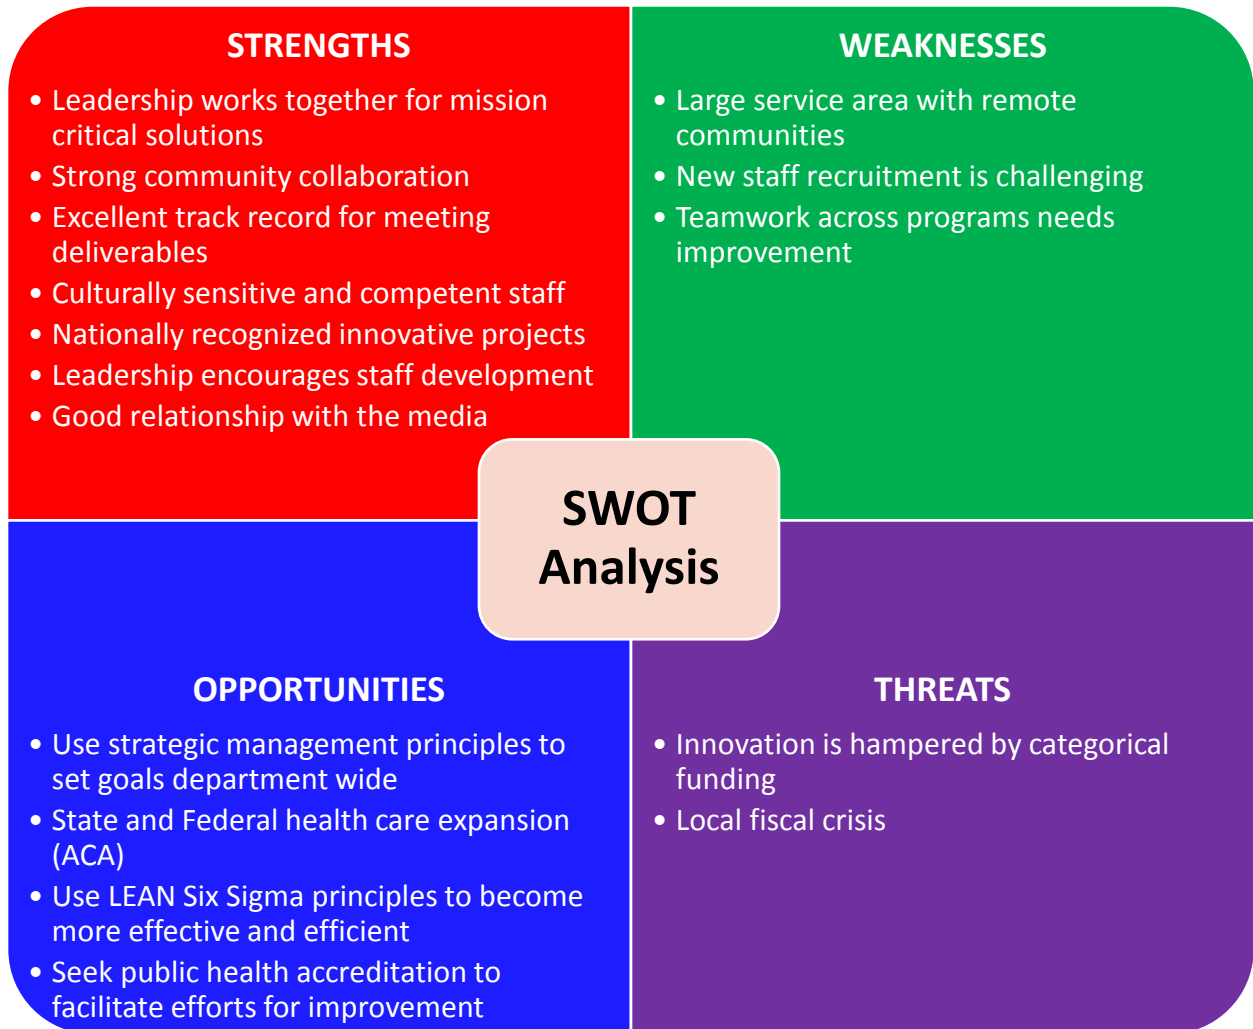 STRENGTHS
• Leadership works together for mission
critical solutions
• Strong community collaboration
• Excellent track record for meeting
deliverables
• Culturally sensitive and competent staff
• Nationally recognized innovative projects
• Leadership encourages staff development
• Good relationship with the media
WEAKNESSES
• Large service area with remote
communities
• New staff recruitment is challenging
• Teamwork across programs needs
improvement
SWOT
Analysis
OPPORTUNITIES
• Use strategic management principles to
set goals department wide
• State and Federal health care expansion
(ACA)
• Use LEAN Six Sigma principles to become
more effective and efficient
• Seek public health accreditation to
facilitate efforts for improvement
THREATS
• Innovation is hampered by categorical
funding
• Local fiscal crisis